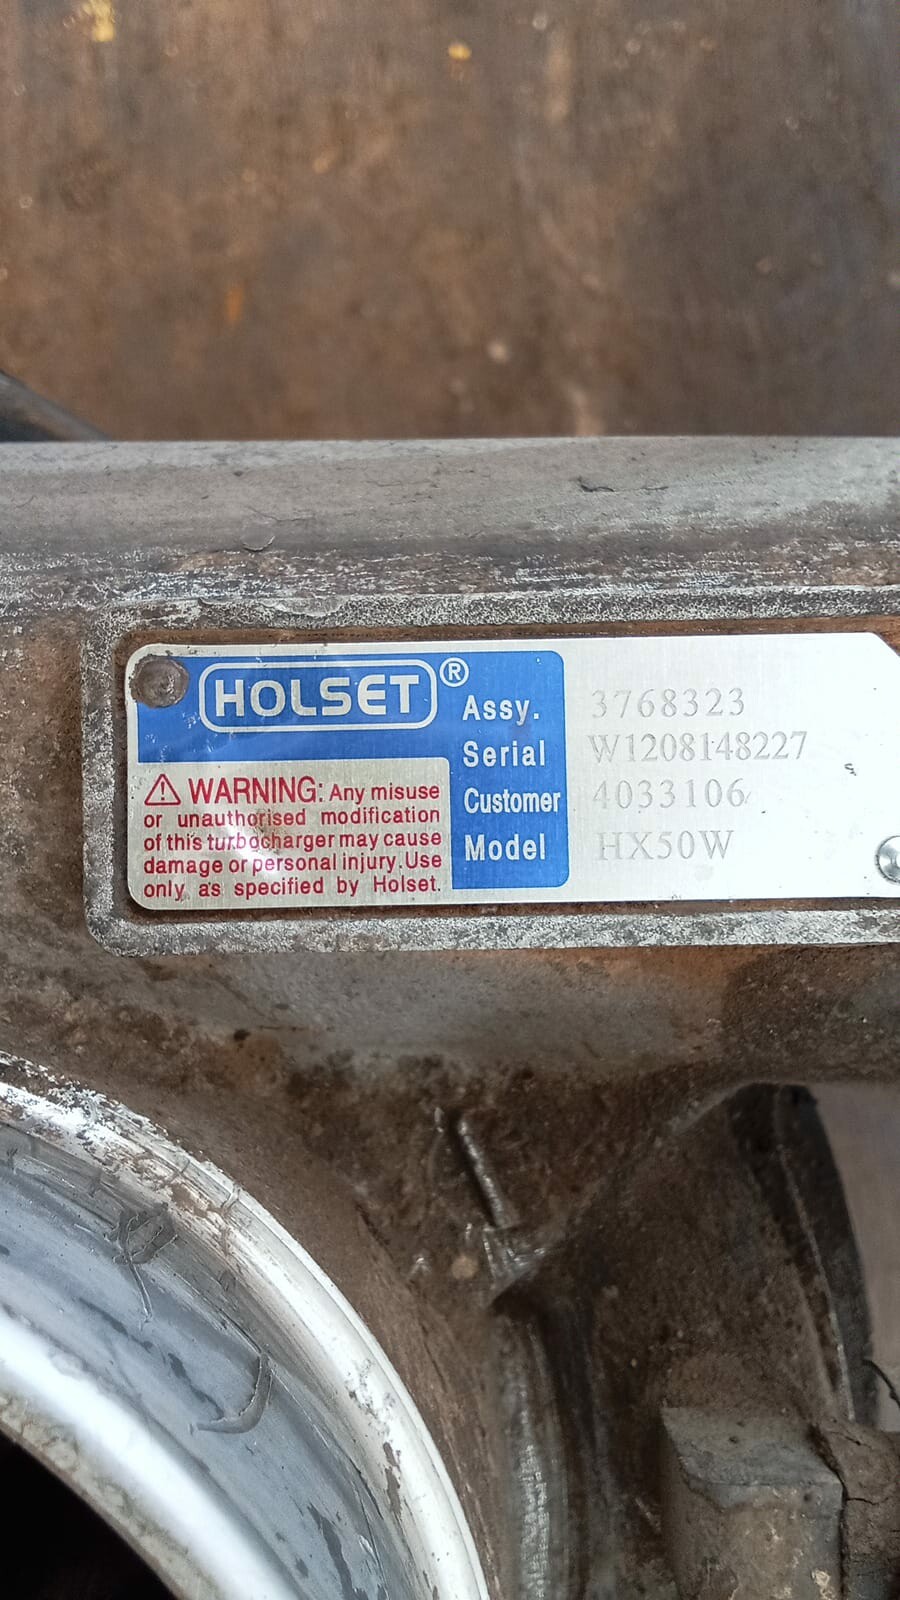 HOLSET®
Assy. 3768323
Serial W1208148227
Customer 4033106
Model HX50W
⚠ WARNING: Any misuse
or unauthorised modification
of this turbocharger may cause
damage or personal injury.Use
only as specified by Holset.